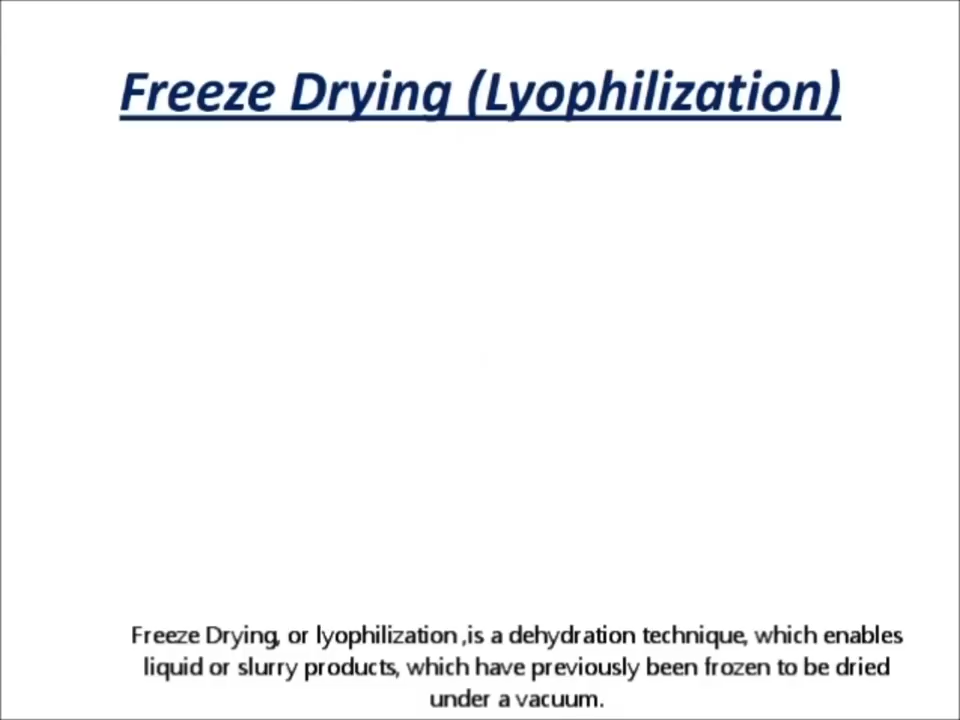 Freeze Drying (Lyophilization)
Freeze Drying, or lyophilization ,is a dehydration technique, which enables
liquid or slurry products, which have previously been frozen to be dried
under a vacuum.